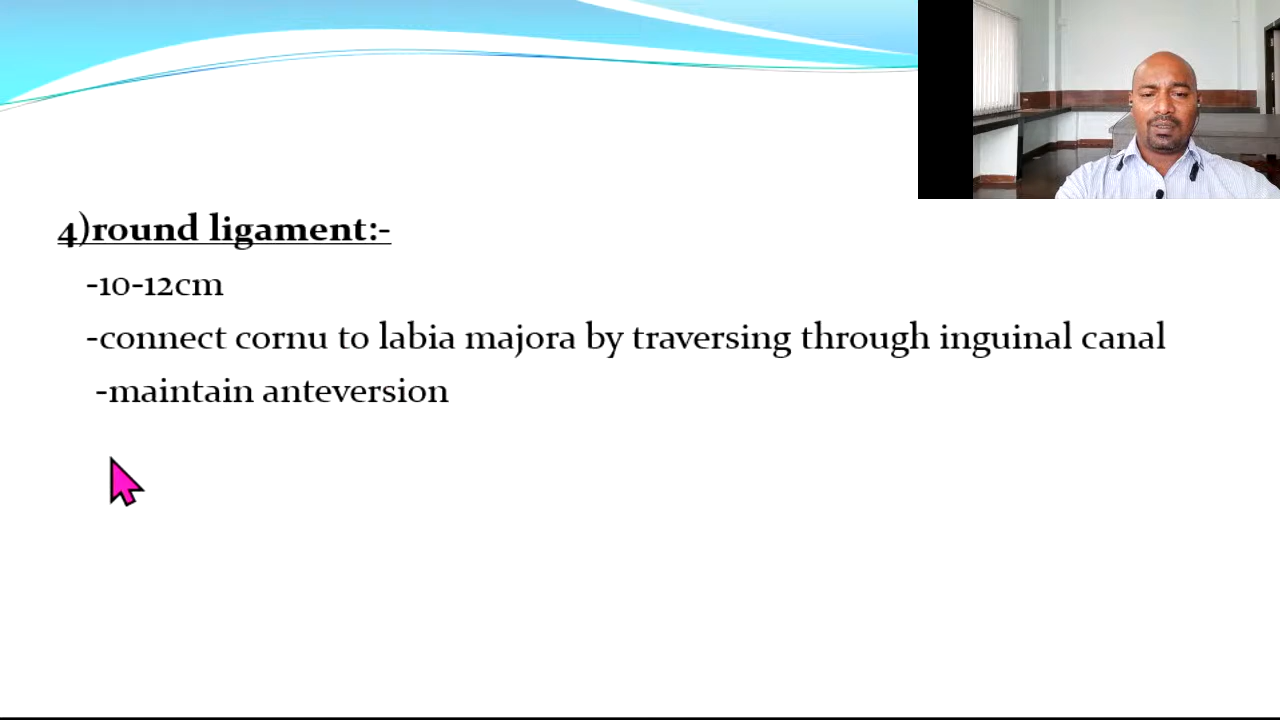 4)round ligament:-
-10-12cm
-connect cornu to labia majora by traversing through inguinal canal
-maintain anteversion